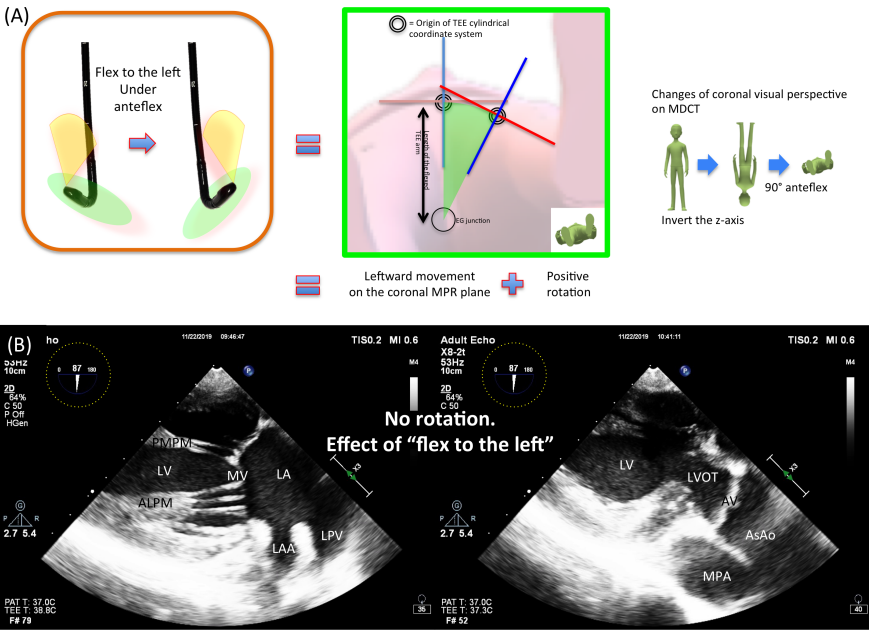 (A)
Flex to the left
Under
anteflex
= Origin of TEE cylindrical
coordinate system
Length of the flexed
TEE arm
EG junction
Changes of coronal visual perspective
on MDCT
90° anteflex
Invert the z-axis
Leftward movement
on the coronal MPR plane
Positive
rotation
(B)
ho
11/22/2019 09:46:47
TIS0.2 MI 0.6
53Hz
10cm
0 87 180
P
M4
2D
64%
C 50
P Off
HGen
PMPM
LV
MV
LA
ALPM
LAA
LPV
X3
G
P R
2.7 5.4
PAT T: 37.0C
TEE T: 38.8C
F# 79
35
No rotation.
Effect of “flex to the left”
Adult Echo
11/22/2019 10:41:11
TIS0.2 MI 0.6
X8-2t
53Hz
10cm
0 87 180
P
M4
2D
64%
C 50
LV
LVOT
AV
AsAo
MPA
X3
G
P R
2.7 5.4
PAT T: 37.0C
TEE T: 37.3C
F# 52
40